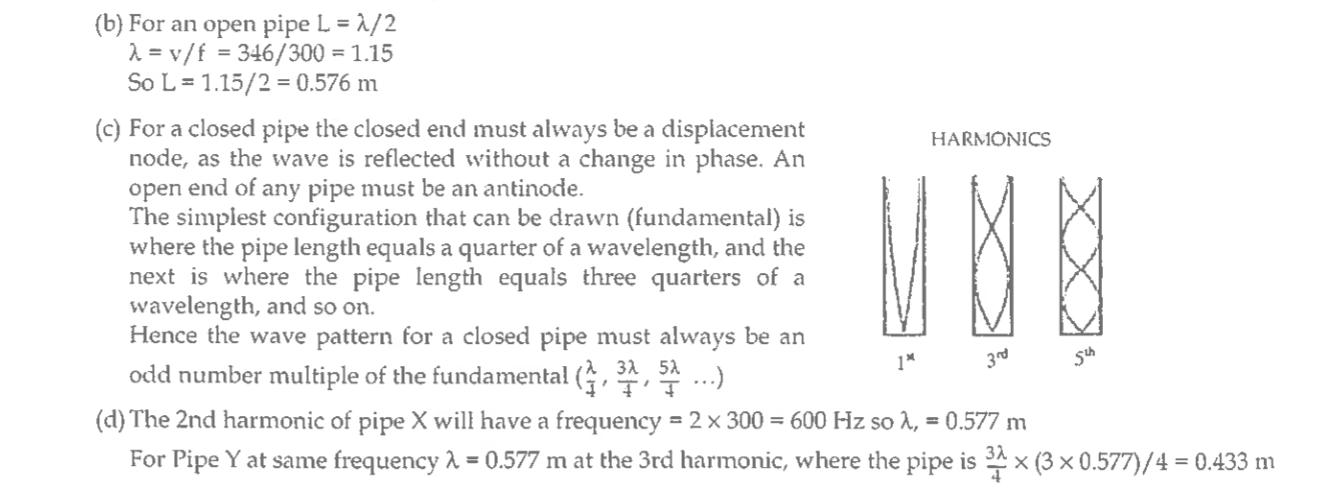 (b) For an open pipe L = λ/2
λ = v/f = 346/300 = 1.15
So L = 1.15/2 = 0.576 m
(c) For a closed pipe the closed end must always be a displacement
node, as the wave is reflected without a change in phase. An
open end of any pipe must be an antinode.
The simplest configuration that can be drawn (fundamental) is
where the pipe length equals a quarter of a wavelength, and the
next is where the pipe length equals three quarters of a
wavelength, and so on.
Hence the wave pattern for a closed pipe must always be an
odd number multiple of the fundamental (λ/4, 3λ/4, 5λ/4 ...)
HARMONICS
1st 3rd 5th
(d) The 2nd harmonic of pipe X will have a frequency = 2 × 300 = 600 Hz so λ, = 0.577 m
For Pipe Y at same frequency λ = 0.577 m at the 3rd harmonic, where the pipe is 3λ/4 × (3 × 0.577)/4 = 0.433 m